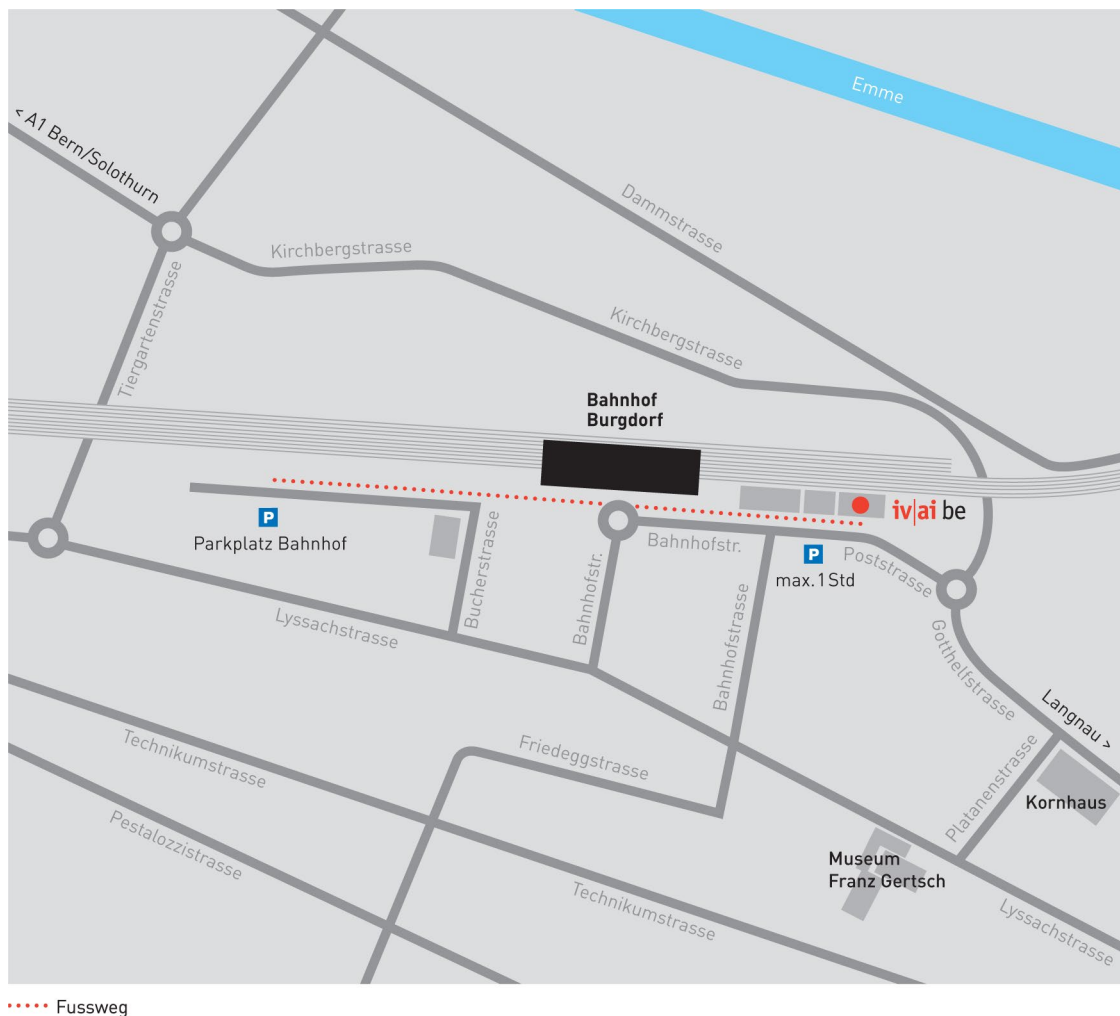 Emme
< A1 Bern/Solothurn
Dammstrasse
Kirchbergstrasse
Tiergartenstrasse
Kirchbergstrasse
Bahnhof
Burgdorf
iv|ai be
P
Parkplatz Bahnhof
Bucherstrasse
Bahnhofstr.
Bahnhofstr.
P
max. 1 Std
Poststrasse
Lyssachstrasse
Bahnhofstrasse
Gotthelfstrasse
Langnau >
Technikumstrasse
Friedeggstrasse
Platanenstrasse
Kornhaus
Pestalozzistrasse
Museum
Franz Gertsch
Technikumstrasse
Lyssachstrasse
Fussweg